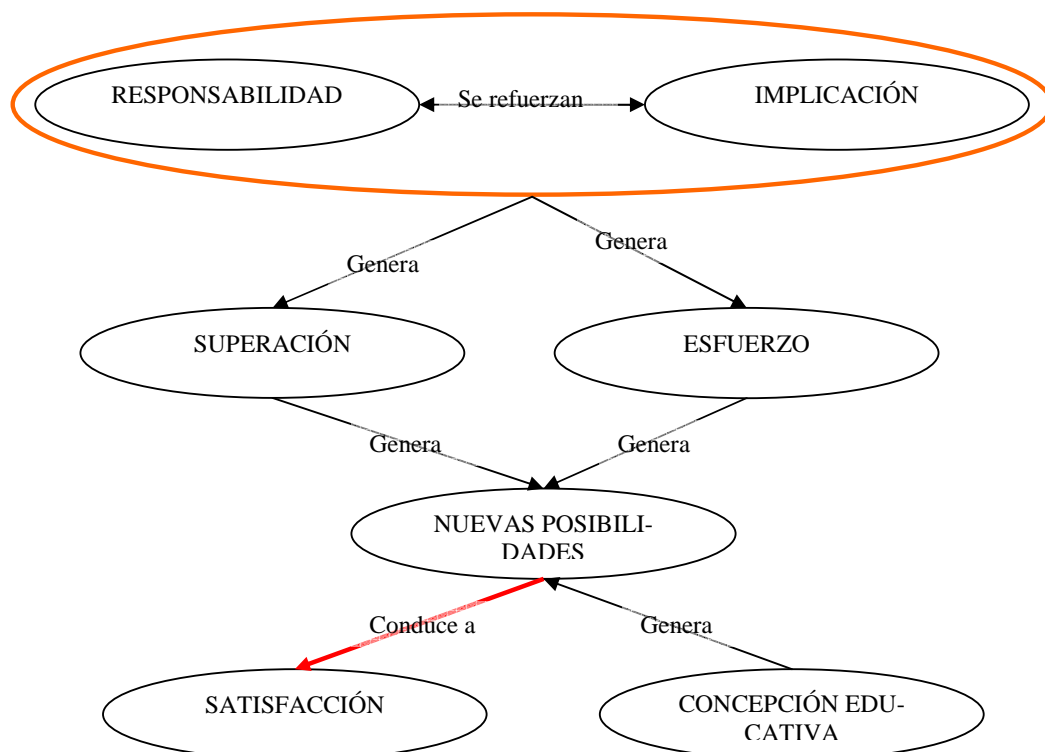 RESPONSABILIDAD
Se refuerzan
IMPLICACIÓN
Genera
Genera
SUPERACIÓN
ESFUERZO
Genera
Genera
NUEVAS POSIBILI-
DADES
Conduce a
Genera
SATISFACCIÓN
CONCEPCIÓN EDU-
CATIVA